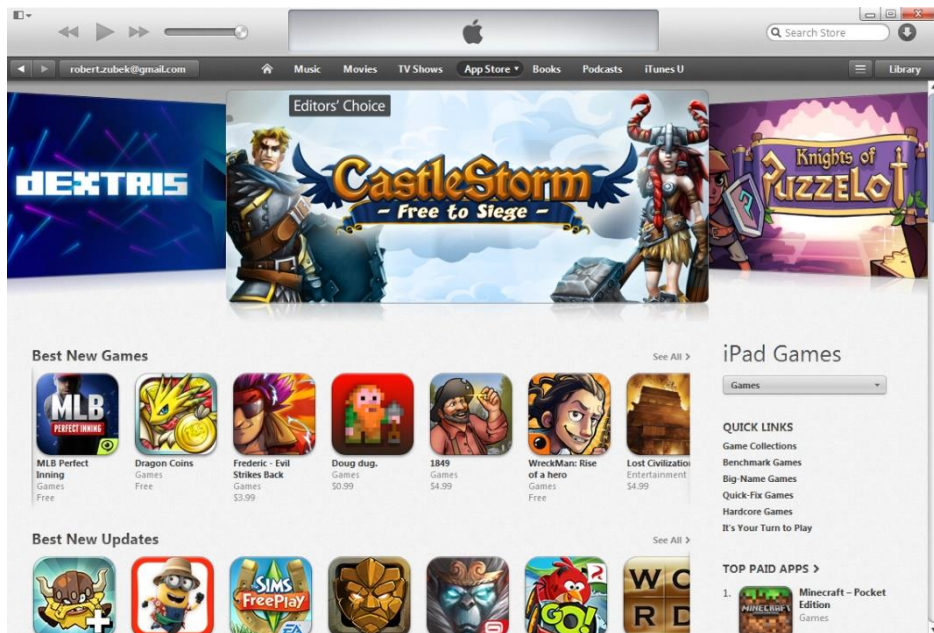 Search Store
robert.zubek@gmail.com
Music
Movies
TV Shows
App Store
Books
Podcasts
iTunes U
Library
Editors' Choice
dEXTRIS
CastleStorm
- Free to Siege -
Knights of
PUZZELOT
Best New Games
See All >
iPad Games
Games
MLB
PERFECT INNING
MLB Perfect
Inning
Games
Free
Dragon Coins
Games
Free
Frederic - Evil
Strikes Back
Games
$3.99
Doug dug.
Games
$0.99
1849
Games
$4.99
WreckMan: Rise
of a hero
Games
Free
Lost Civilization
Entertainment
$4.99
QUICK LINKS
Game Collections
Benchmark Games
Big-Name Games
Quick-Fix Games
Hardcore Games
It's Your Turn to Play
Best New Updates
See All >
SIMS
FREEPLAY
EA
GO!
W O
R D
TOP PAID APPS >
1.
MINECRAFT
Minecraft – Pocket
Edition
Games